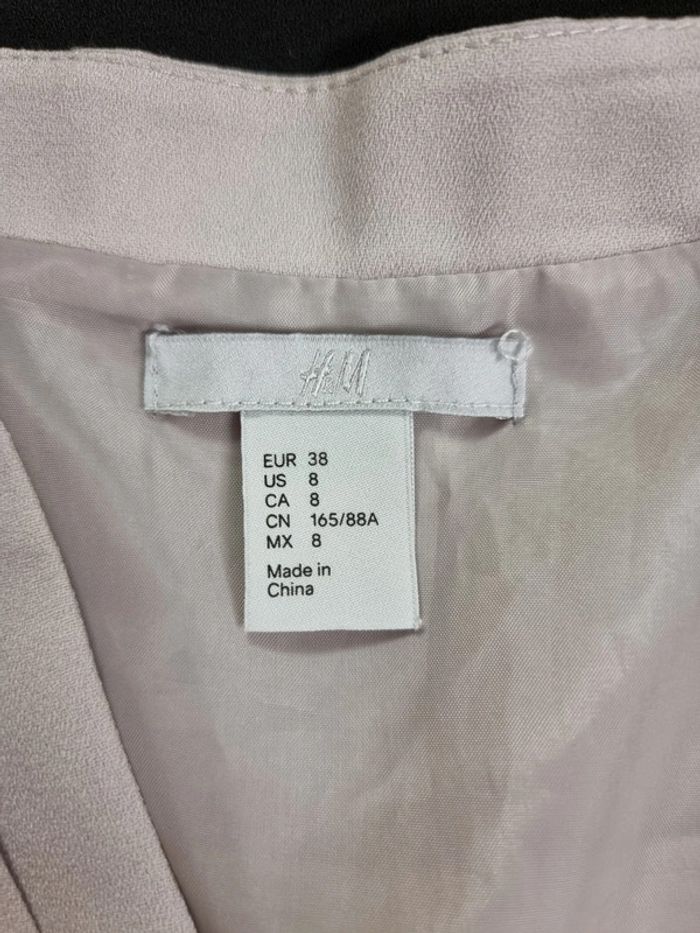 H&M
EUR 38
US 8
CA 8
CN 165/88A
MX 8
Made in
China